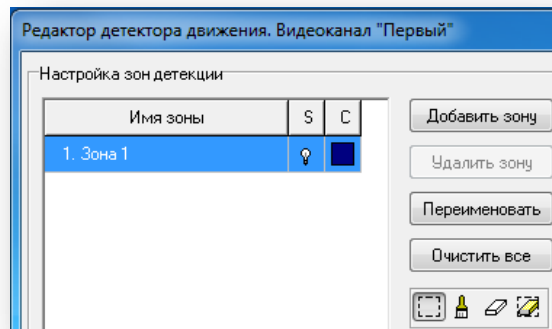 Редактор детектора движения. Видеоканал "Первый"
Настройка зон детекции
Имя зоны S C
Добавить зону
1. Зона 1
Удалить зону
Переименовать
Очистить все